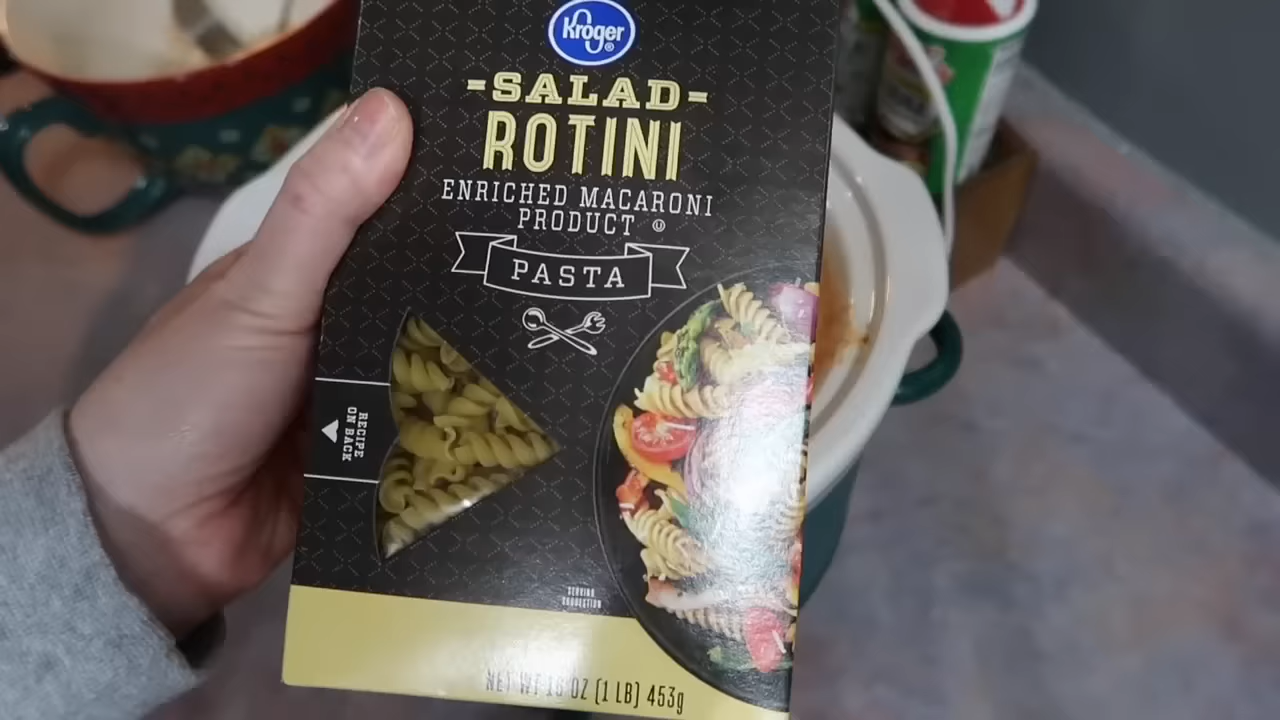 Kroger®
-SALAD-
ROTINI
ENRICHED MACARONI
PRODUCT Ⓤ
PASTA
RECIPE
ON BACK
SERVING
SUGGESTION
NET WT 16 OZ (1 LB) 453g